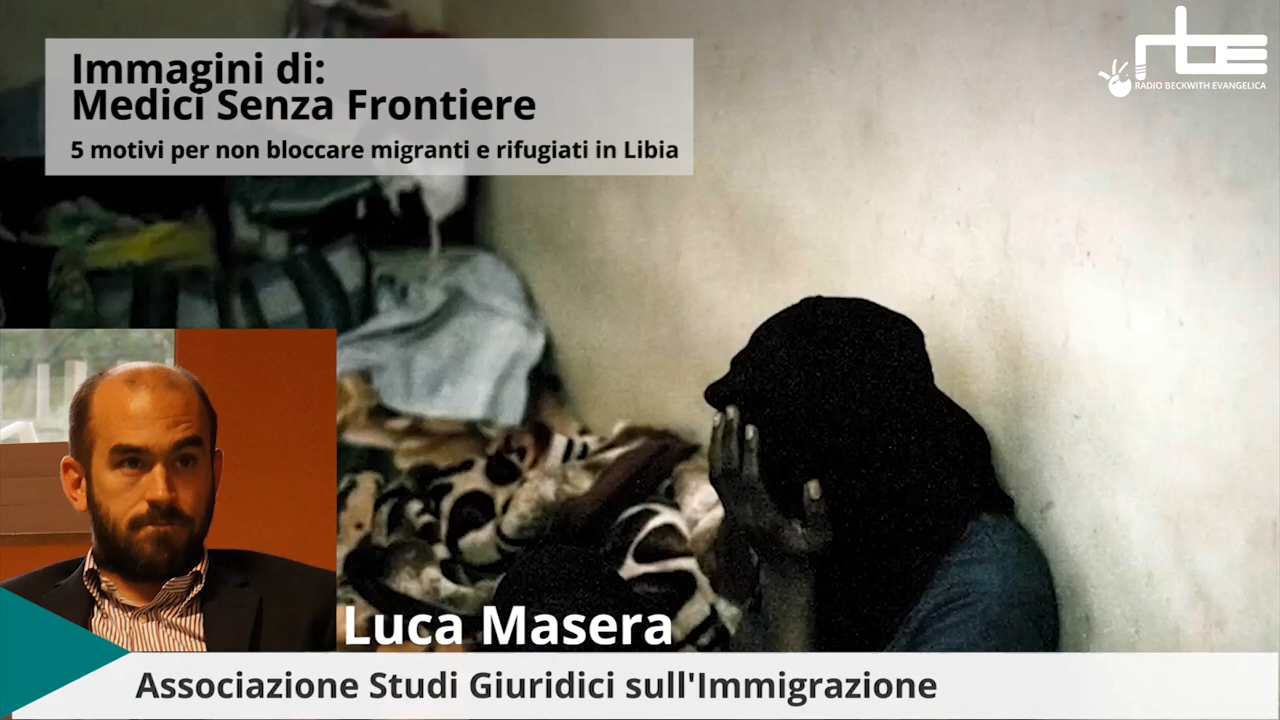 Immagini di:
Medici Senza Frontiere
5 motivi per non bloccare migranti e rifugiati in Libia
rbe
RADIO BECKWITH EVANGELICA
Luca Masera
Associazione Studi Giuridici sull'Immigrazione